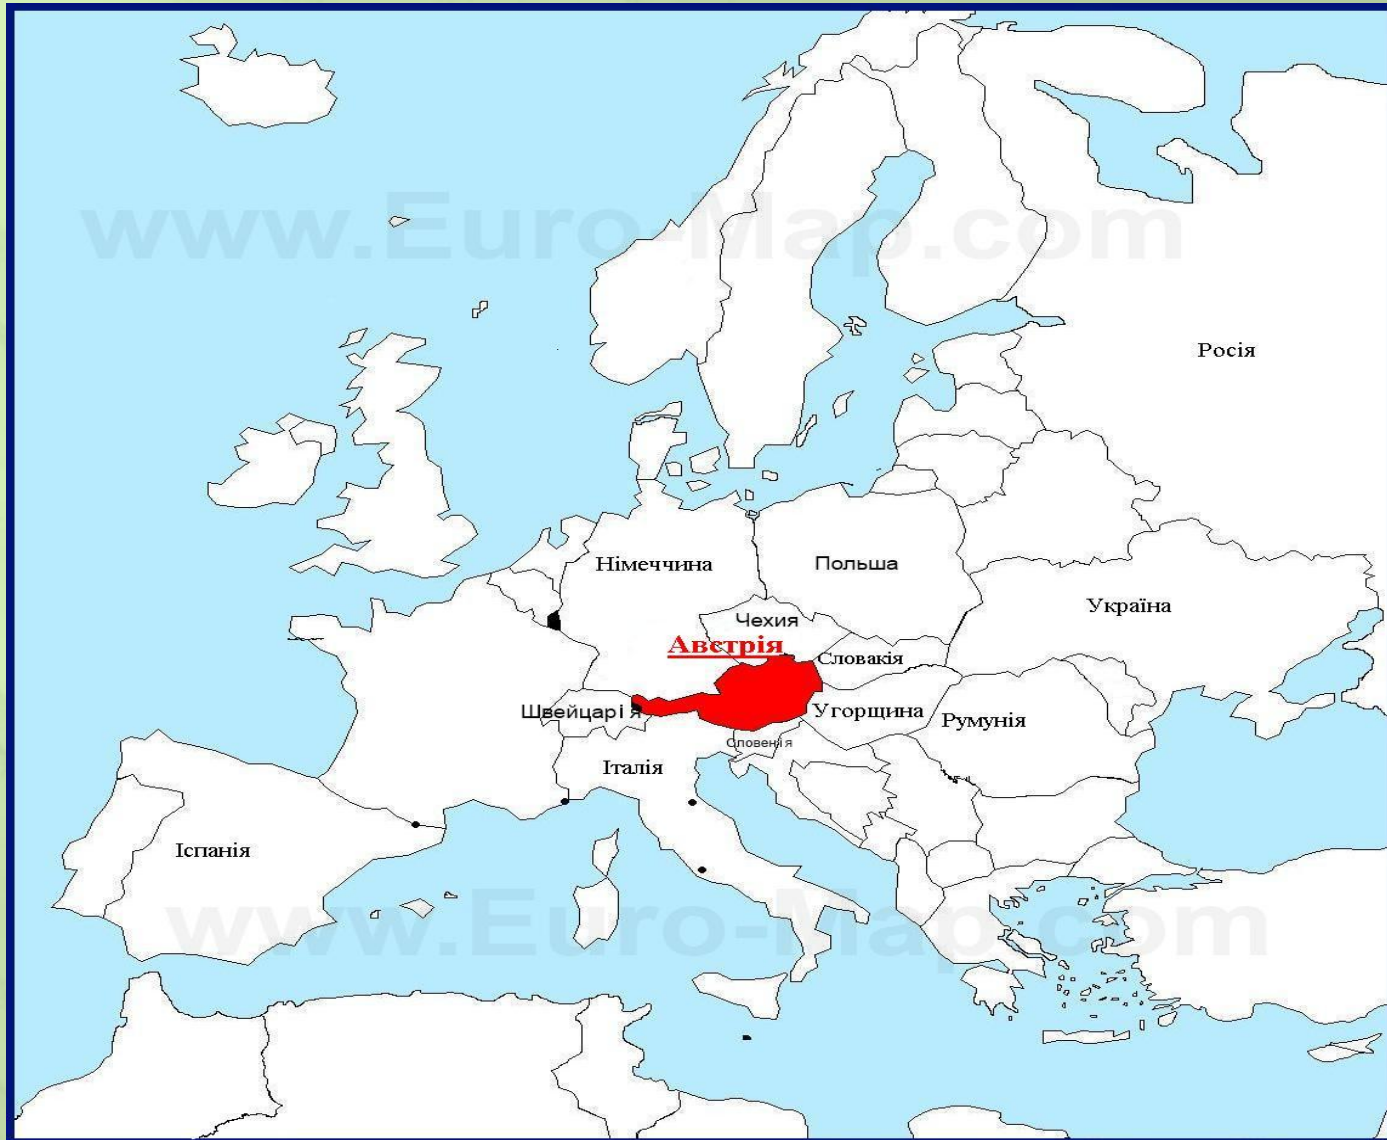 www.Euro-Map.com
Росія
Німеччина
Польша
Україна
Чехия
Австрія
Словакія
Швейцарі я
Угорщина
Румунія
Словенія
Італія
Іспанія
www.Euro-Map.com